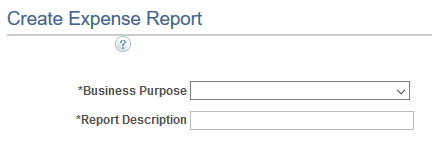 Create Expense Report
?
*Business Purpose
*Report Description